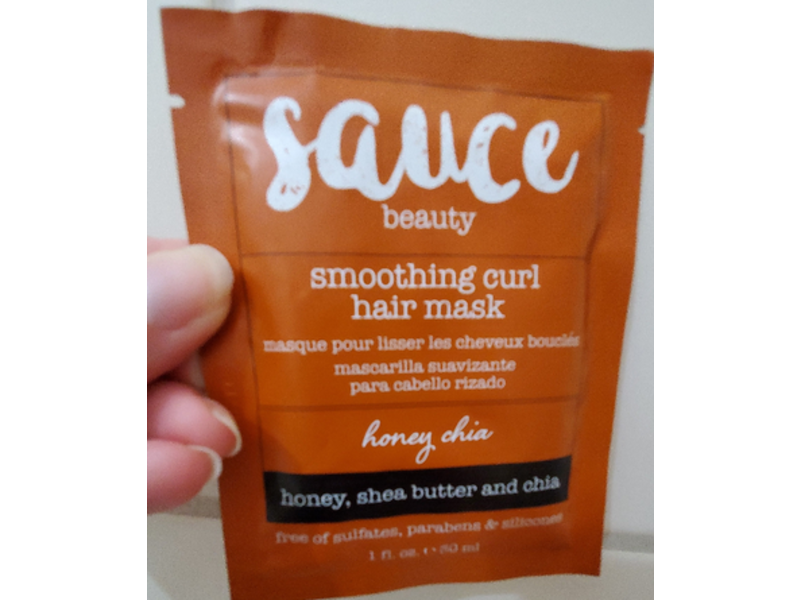 sauce
beauty
smoothing curl
hair mask
masque pour lisser les cheveux bouclés
mascarilla suavizante
para cabello rizado
honey chia
honey, shea butter and chia
free of sulfates, parabens & silicones
1 fl. oz. ml